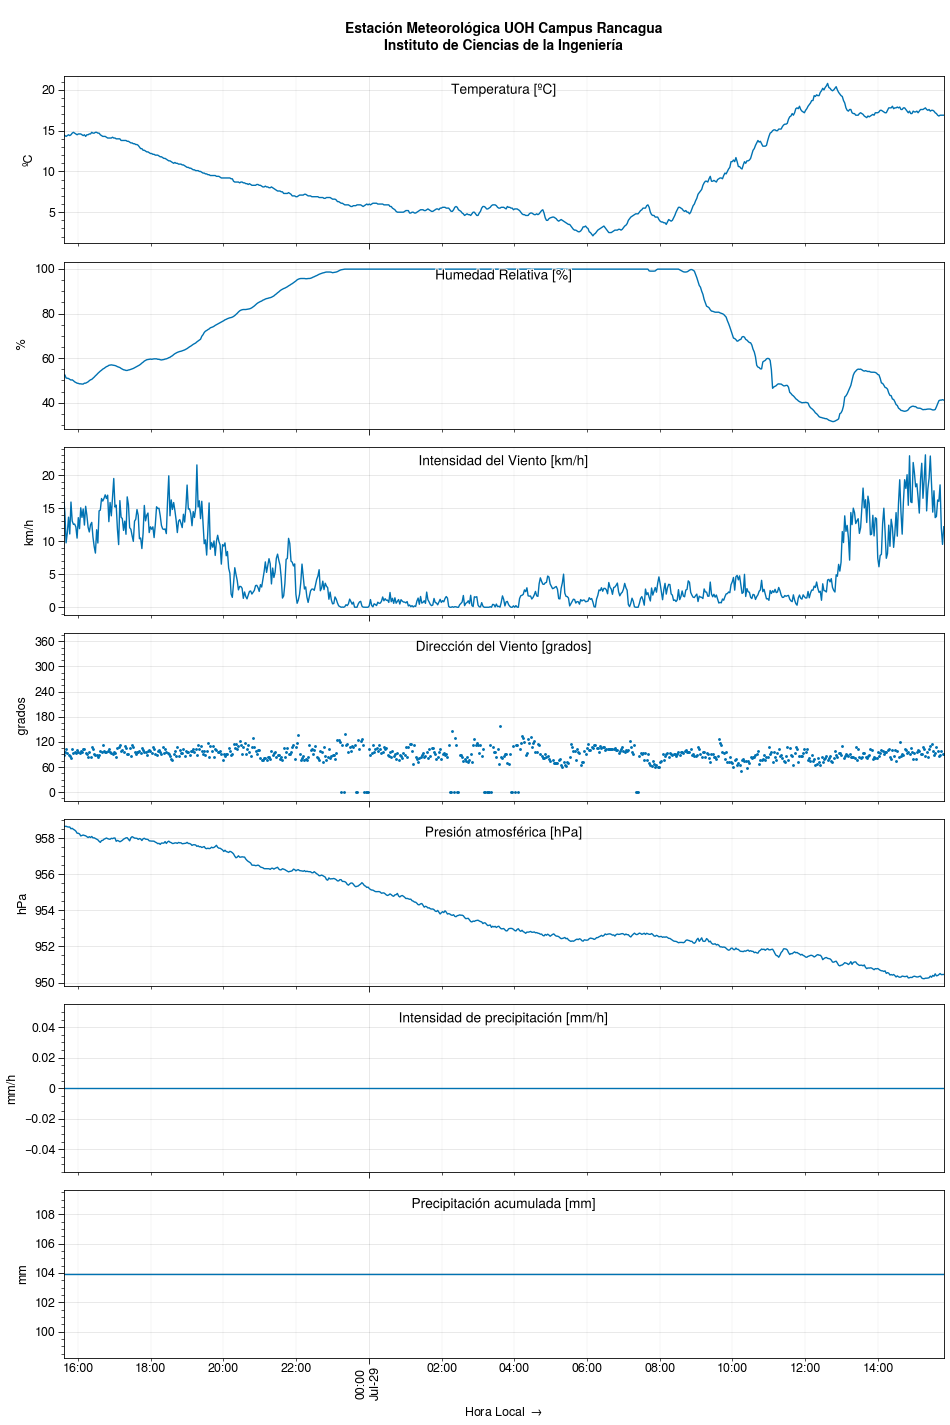 Estación Meteorológica UOH Campus Rancagua
Instituto de Ciencias de la Ingeniería
Temperatura [ºC]
20
15
10
5
ºC
Humedad Relativa [%]
100
80
60
40
%
Intensidad del Viento [km/h]
20
15
10
5
0
km/h
Dirección del Viento [grados]
360
300
240
180
120
60
0
grados
Presión atmosférica [hPa]
958
956
954
952
950
hPa
Intensidad de precipitación [mm/h]
0.04
0.02
0
−0.02
−0.04
mm/h
Precipitación acumulada [mm]
108
106
104
102
100
mm
16:00 18:00 20:00 22:00 00:00 02:00 04:00 06:00 08:00 10:00 12:00 14:00
Jul-29
Hora Local →